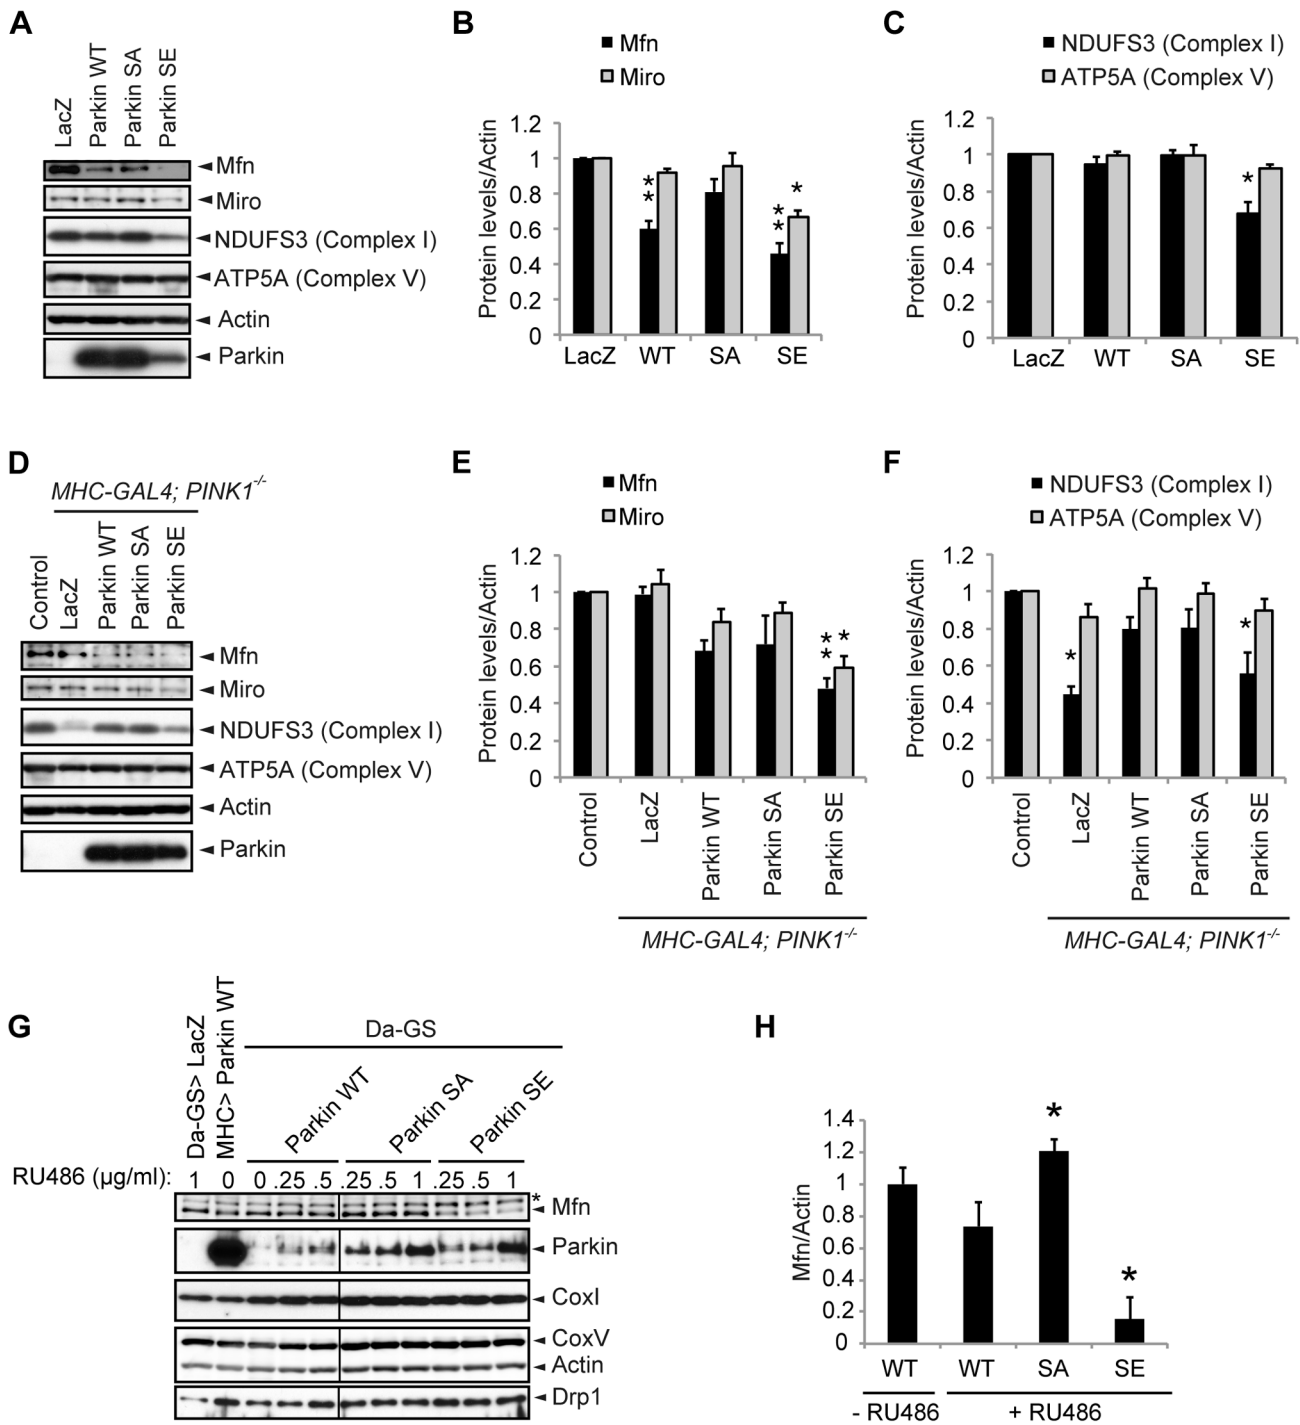 A
LacZ
Parkin WT
Parkin SA
Parkin SE
Mfn
Miro
NDUFS3 (Complex I)
ATP5A (Complex V)
Actin
Parkin
B
Mfn
Miro
Protein levels/Actin
1.2
1
0.8
0.6
0.4
0.2
0
**
**
*
LacZ WT SA SE
C
NDUFS3 (Complex I)
ATP5A (Complex V)
Protein levels/Actin
1.2
1
0.8
0.6
0.4
0.2
0
*
LacZ WT SA SE
D
MHC-GAL4; PINK1-/-
Control
LacZ
Parkin WT
Parkin SA
Parkin SE
Mfn
Miro
NDUFS3 (Complex I)
ATP5A (Complex V)
Actin
Parkin
E
Mfn
Miro
Protein levels/Actin
1.2
1
0.8
0.6
0.4
0.2
0
**
*
Control
LacZ
Parkin WT
Parkin SA
Parkin SE
MHC-GAL4; PINK1-/-
F
NDUFS3 (Complex I)
ATP5A (Complex V)
Protein levels/Actin
1.2
1
0.8
0.6
0.4
0.2
0
*
*
Control
LacZ
Parkin WT
Parkin SA
Parkin SE
MHC-GAL4; PINK1-/-
G
Da-GS> LacZ
MHC> Parkin WT
Da-GS
Parkin WT
Parkin SA
Parkin SE
RU486 (µg/ml): 1 0 0 .25 .5 .25 .5 1 .25 .5 1
*
Mfn
Parkin
CoxI
CoxV
Actin
Drp1
H
Mfn/Actin
1.4
1.2
1
0.8
0.6
0.4
0.2
0
*
*
WT WT SA SE
- RU486 + RU486